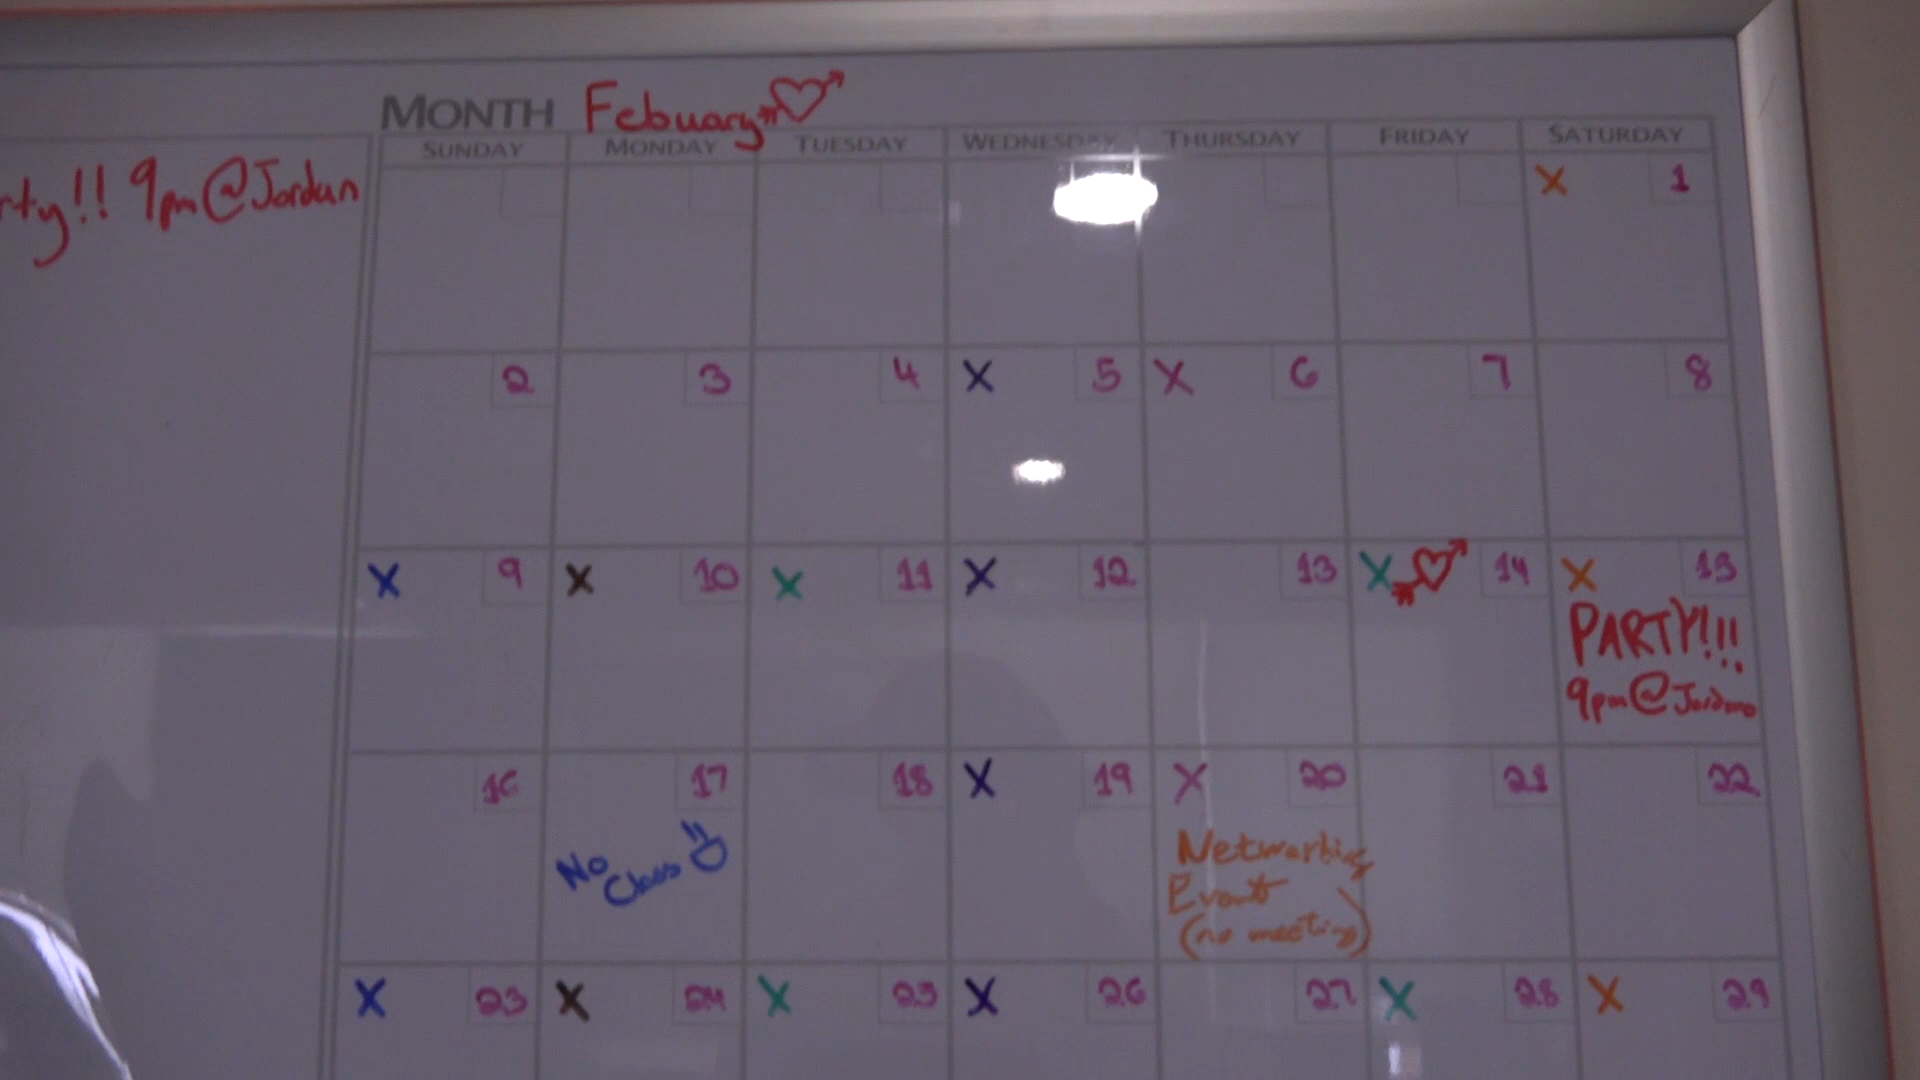 MONTH Febuary
rty!! 9pm@Jordan
SUNDAY MONDAY TUESDAY WEDNESDAY THURSDAY FRIDAY SATURDAY
X 1
2 3 4 X 5 X 6 7 8
X 9 X 10 X 11 X 12 13 X 14 X 15
PARTY!!!
9pm@Jordans
16 17 18 X 19 X 20 21 22
No
Class
Networking
Event
(no meeting)
X 23 X 24 X 25 X 26 27 X 28 X 29